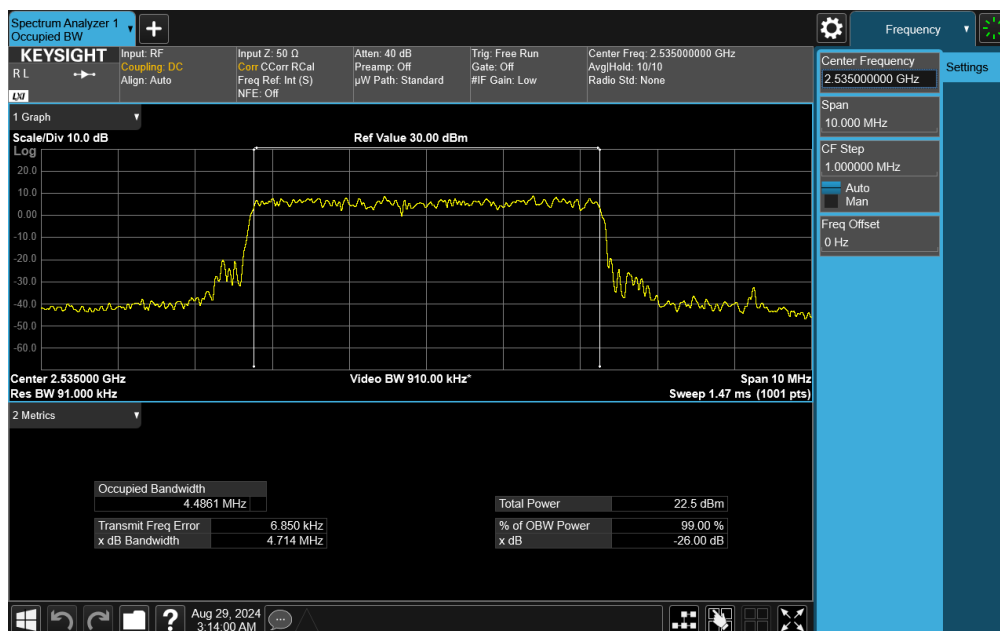 Spectrum Analyzer 1
Occupied BW
Frequency
KEYSIGHT
R L
LXI
Input: RF
Coupling: DC
Align: Auto
Input Z: 50 Ω
Corr CCorr RCal
Freq Ref: Int (S)
NFE: Off
Atten: 40 dB
Preamp: Off
µW Path: Standard
Trig: Free Run
Gate: Off
#IF Gain: Low
Center Freq: 2.535000000 GHz
Avg|Hold: 10/10
Radio Std: None
Center Frequency
2.535000000 GHz
Settings
Span
10.000 MHz
CF Step
1.000000 MHz
Auto
Man
Freq Offset
0 Hz
1 Graph
Scale/Div 10.0 dB
Ref Value 30.00 dBm
Log
20.0
10.0
0.00
-10.0
-20.0
-30.0
-40.0
-50.0
-60.0
Center 2.535000 GHz
Video BW 910.00 kHz*
Span 10 MHz
Res BW 91.000 kHz
Sweep 1.47 ms (1001 pts)
2 Metrics
Occupied Bandwidth
4.4861 MHz
Total Power 22.5 dBm
Transmit Freq Error 6.850 kHz
% of OBW Power 99.00 %
x dB Bandwidth 4.714 MHz
x dB -26.00 dB
?
Aug 29, 2024
3:14:00 AM